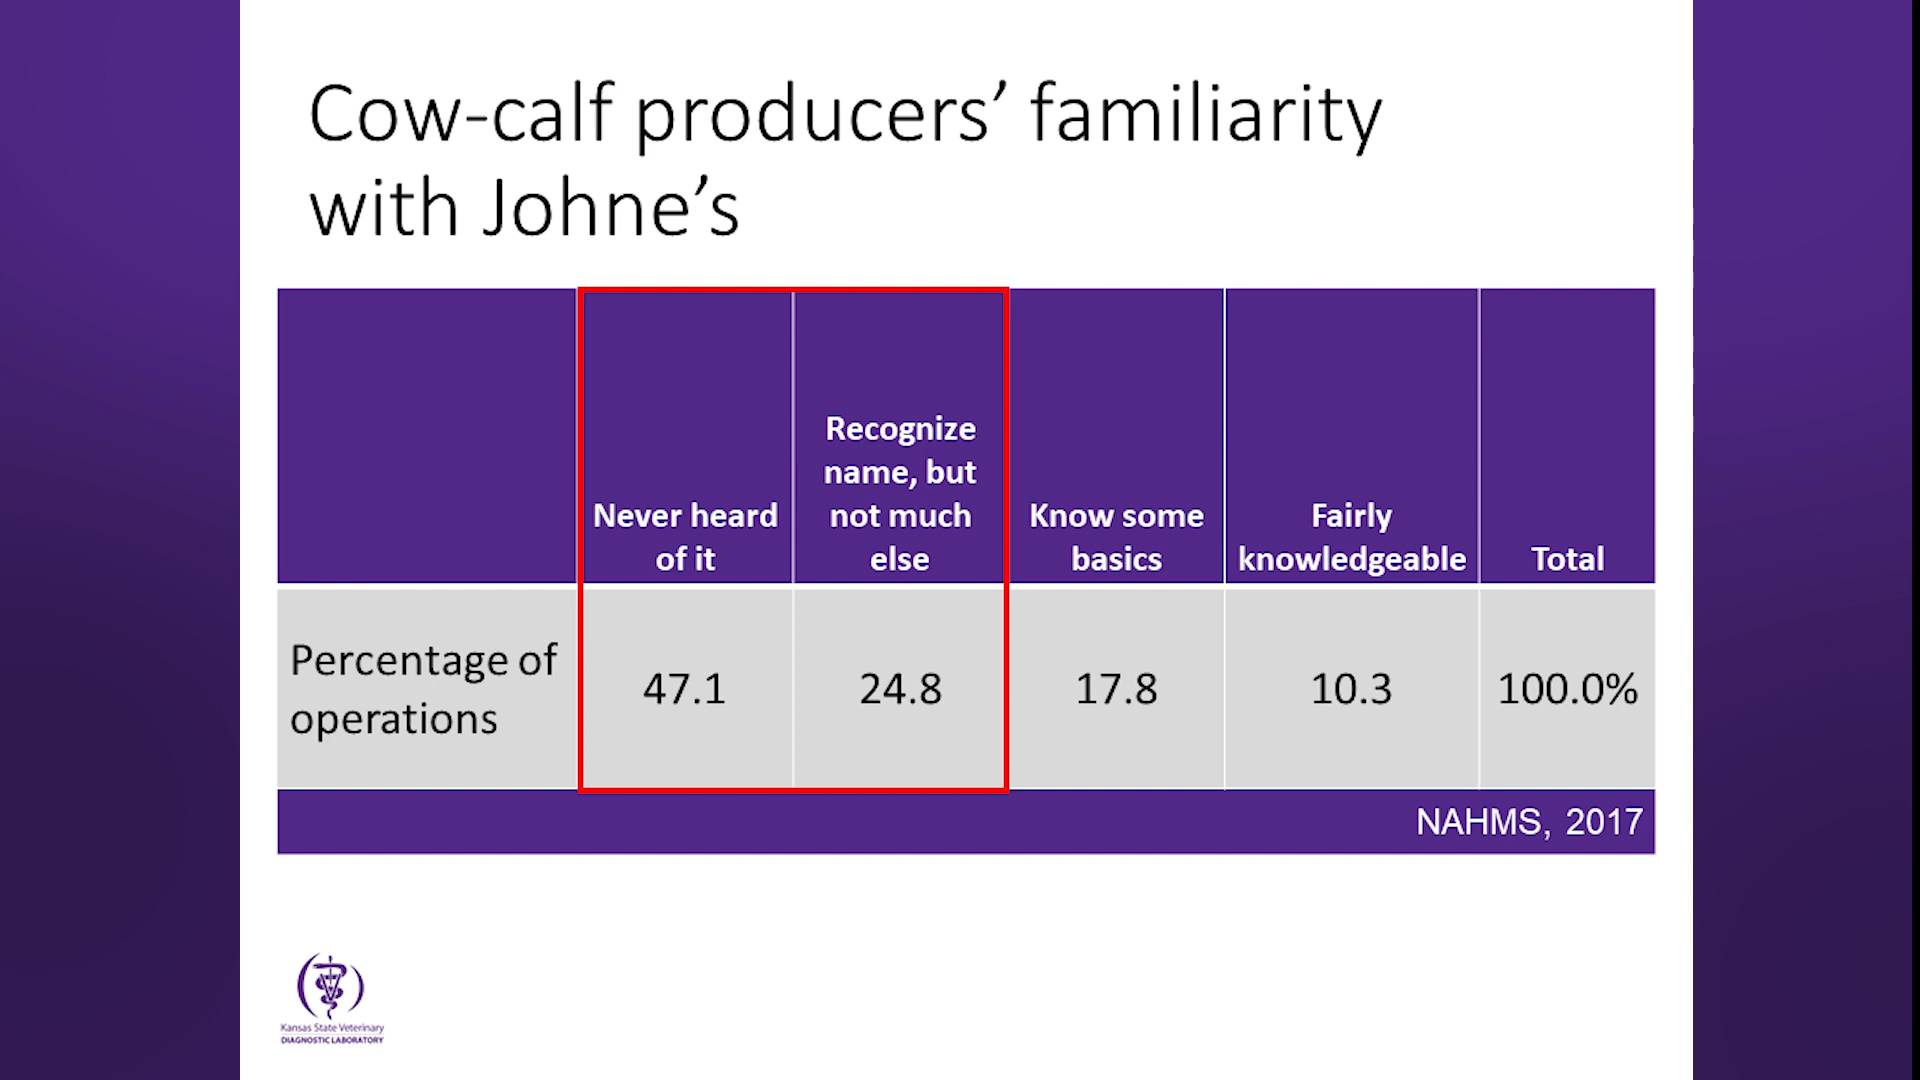 Cow-calf producers’ familiarity
with Johne’s
Never heard
of it
Recognize
name, but
not much
else
Know some
basics
Fairly
knowledgeable
Total
Percentage of
operations
47.1
24.8
17.8
10.3
100.0%
NAHMS, 2017
Kansas State Veterinary
DIAGNOSTIC LABORATORY